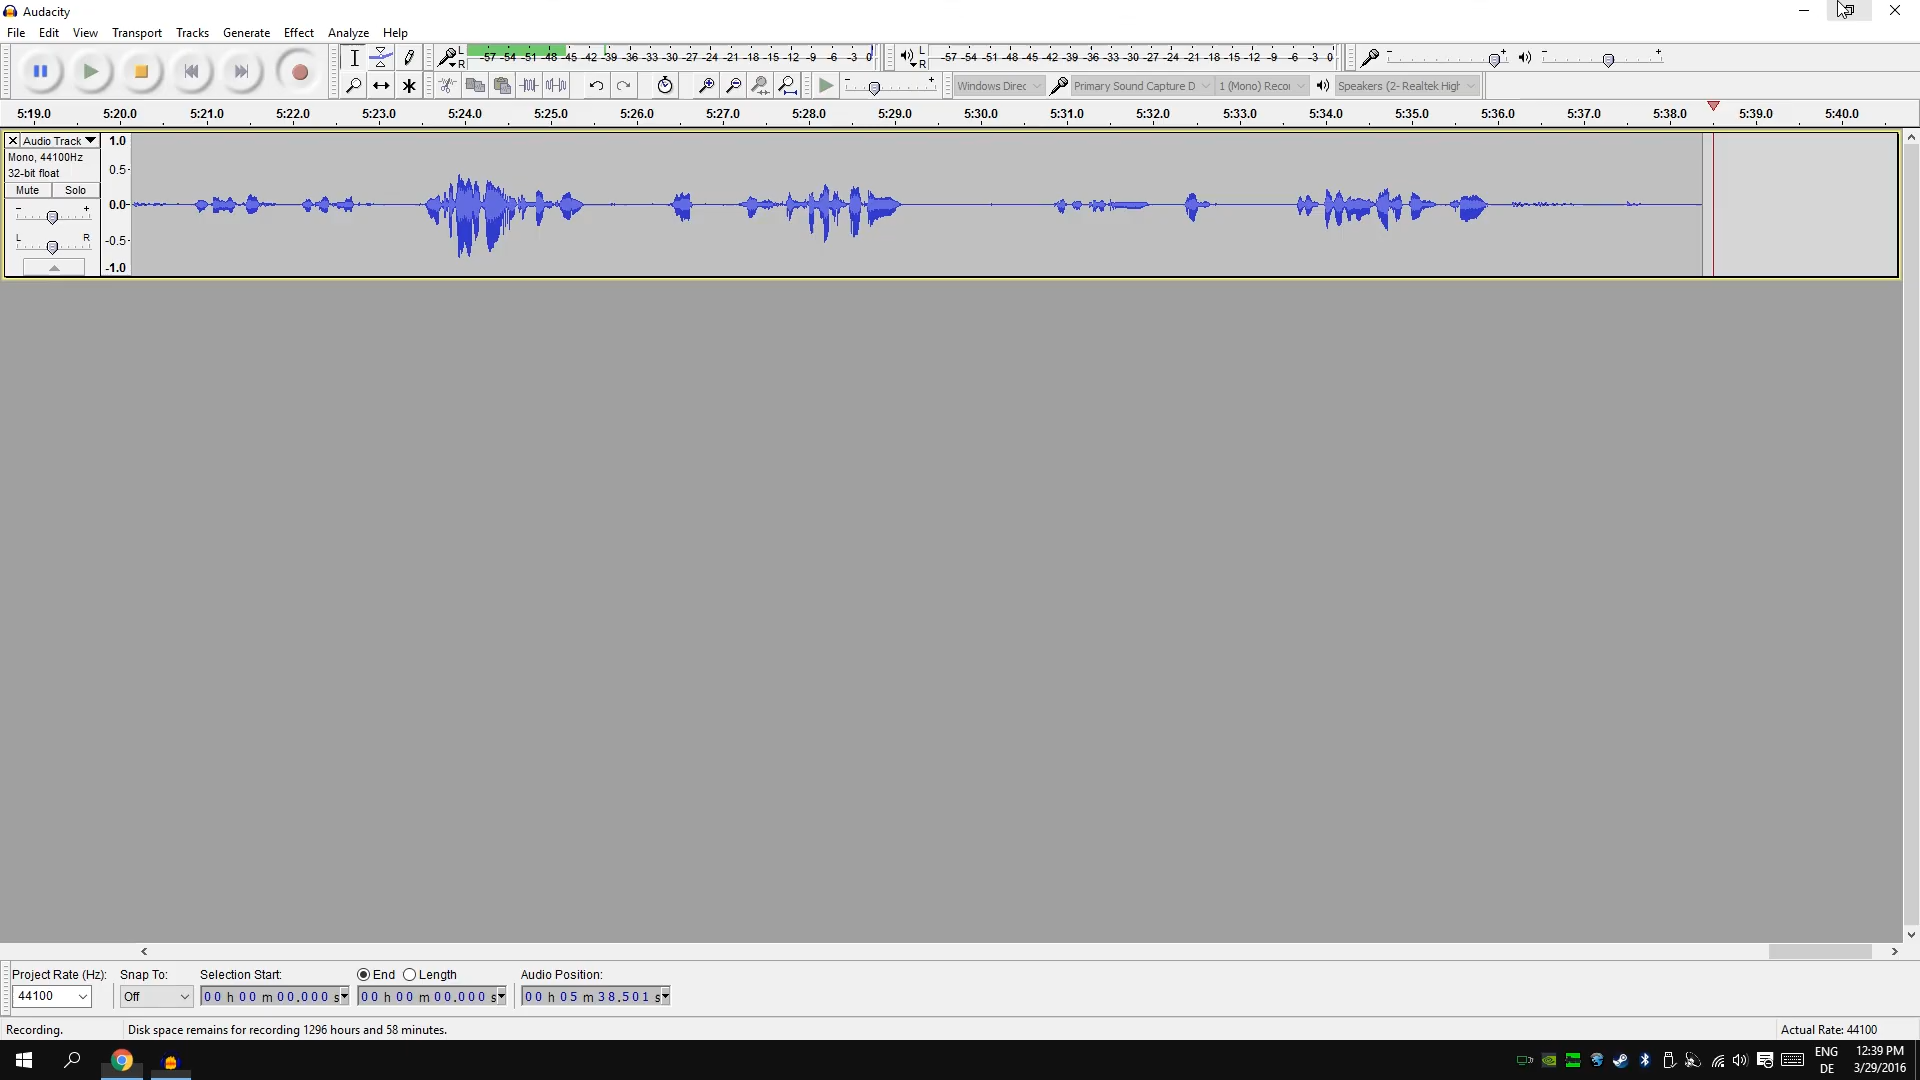 Audacity
File Edit View Transport Tracks Generate Effect Analyze Help
L R -57 -54 -51 -48 -45 -42 -39 -36 -33 -30 -27 -24 -21 -18 -15 -12 -9 -6 -3 0
L R -57 -54 -51 -48 -45 -42 -39 -36 -33 -30 -27 -24 -21 -18 -15 -12 -9 -6 -3 0
- + - +
- + Windows Direc Primary Sound Capture D 1 (Mono) Recor Speakers (2- Realtek High
5:19.0 5:20.0 5:21.0 5:22.0 5:23.0 5:24.0 5:25.0 5:26.0 5:27.0 5:28.0 5:29.0 5:30.0 5:31.0 5:32.0 5:33.0 5:34.0 5:35.0 5:36.0 5:37.0 5:38.0 5:39.0 5:40.0
Audio Track
Mono, 44100Hz
32-bit float
Mute Solo
- +
L R
1.0
0.5
0.0
-0.5
-1.0
Project Rate (Hz): Snap To: Selection Start: End Length Audio Position:
44100 Off 00 h 00 m 00.000 s 00 h 00 m 00.000 s 00 h 05 m 38.501 s
Recording. Disk space remains for recording 1296 hours and 58 minutes. Actual Rate: 44100
ENG 12:39 PM
DE 3/29/2016